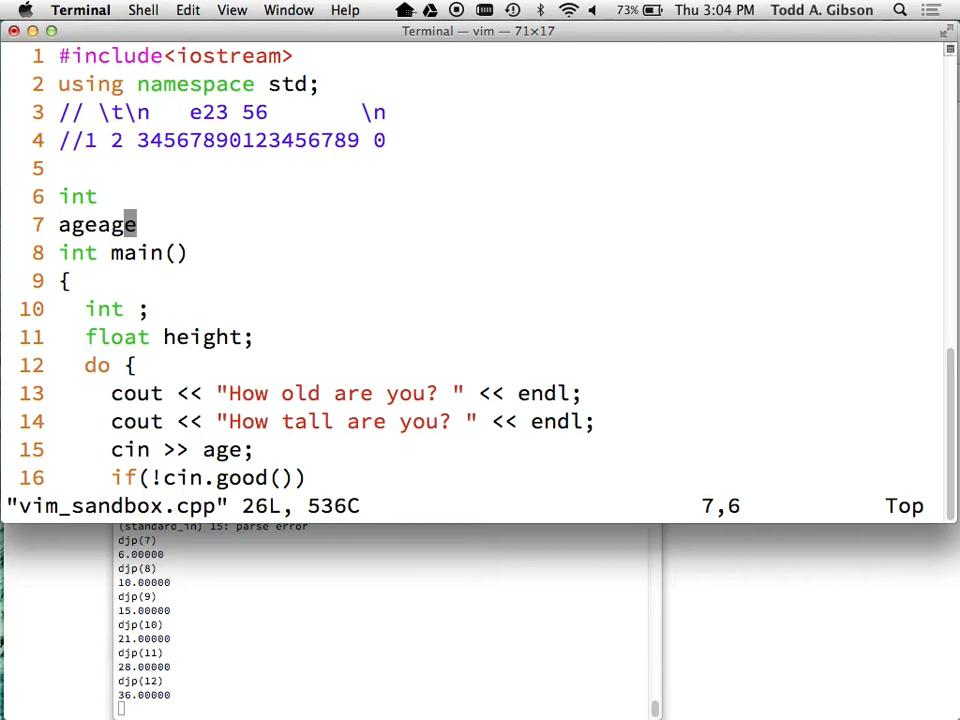 Terminal Shell Edit View Window Help 73% Thu 3:04 PM Todd A. Gibson
Terminal — vim — 71×17
1 #include<iostream>
2 using namespace std;
3 // \t\n   e23 56       \n
4 //1 2 34567890123456789 0
5
6 int
7 ageage
8 int main()
9 {
10   int ;
11   float height;
12   do {
13     cout << "How old are you? " << endl;
14     cout << "How tall are you? " << endl;
15     cin >> age;
16     if(!cin.good())
"vim_sandbox.cpp" 26L, 536C 7,6 Top
(standard_in) 15: parse error
djp(7)
6.00000
djp(8)
10.00000
djp(9)
15.00000
djp(10)
21.00000
djp(11)
28.00000
djp(12)
36.00000